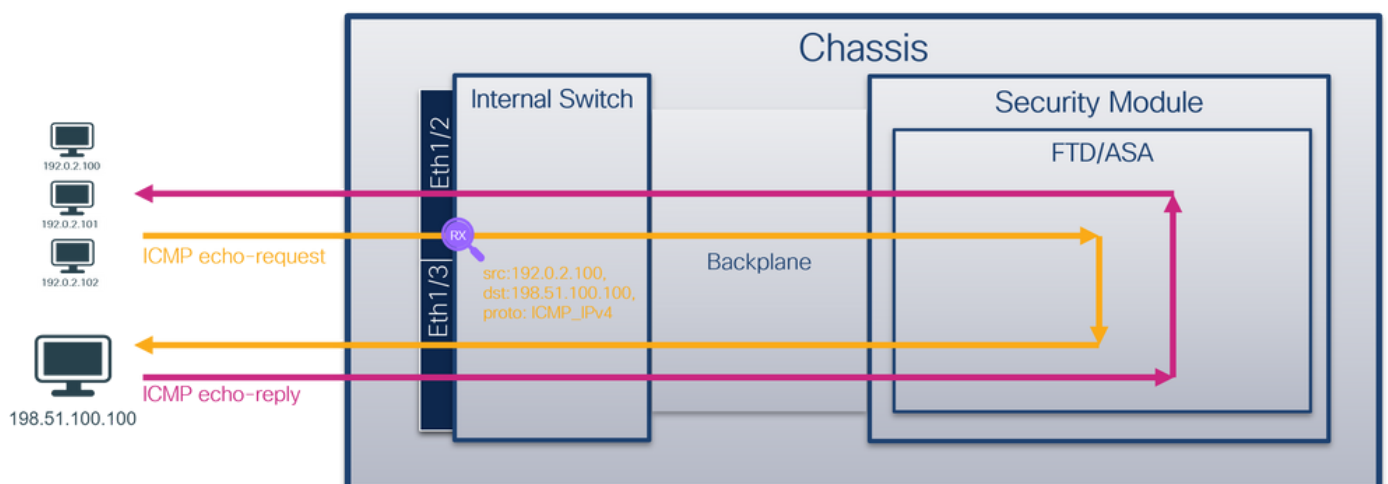 Chassis
Internal Switch
Security Module
FTD/ASA
Eth1/2
Eth1/3
192.0.2.100
192.0.2.101
192.0.2.102
ICMP echo-request
RX
src:192.0.2.100,
dst:198.51.100.100,
proto: ICMP_IPv4
Backplane
ICMP echo-reply
198.51.100.100